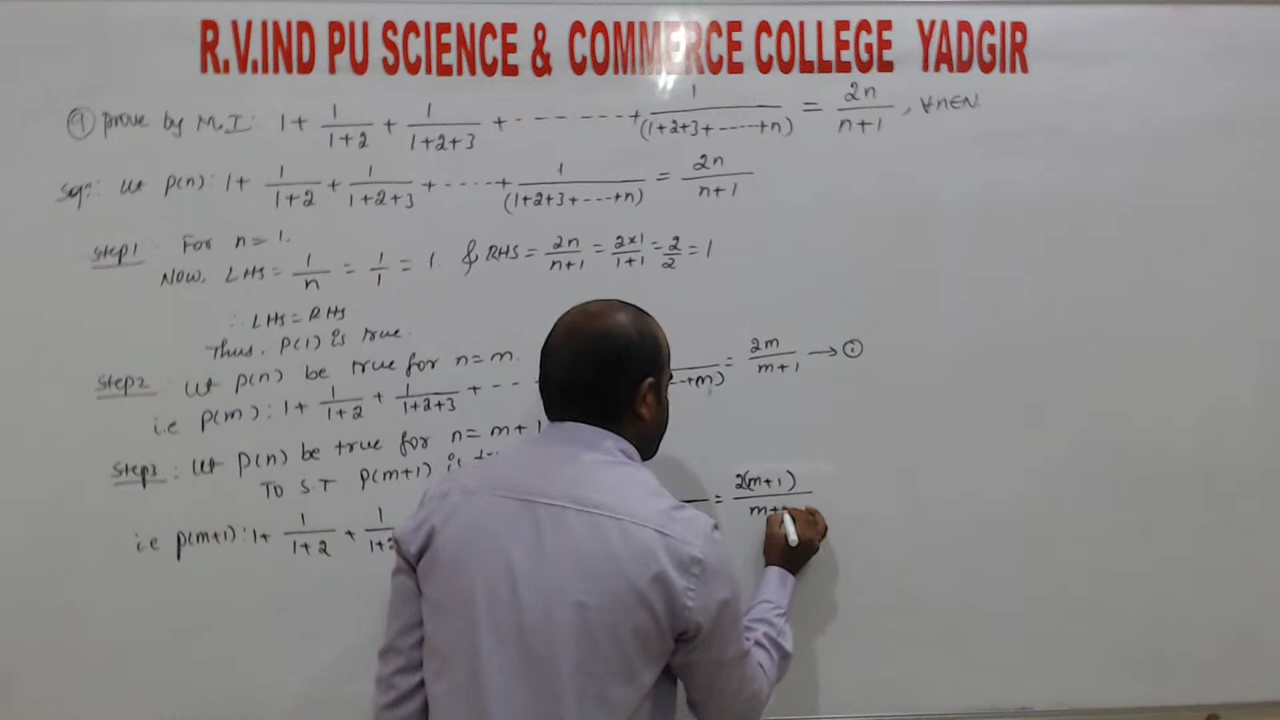 R.V.IND PU SCIENCE & COMMERCE COLLEGE YADGIR
9) prove by M.I: 1 + 1/(1+2) + 1/(1+2+3) + - - - - - - - + 1/(1+2+3+-----+n) = 2n/(n+1), ∀n∈N.
Sol: Let P(n): 1 + 1/(1+2) + 1/(1+2+3) + - - - - + 1/(1+2+3+---+n) = 2n/(n+1)
Step1: For n = 1.
Now, LHS = 1/n = 1/1 = 1. & RHS = 2n/(n+1) = 2×1/(1+1) = 2/2 = 1
∴ LHS = RHS
Thus, P(1) is true.
Step2: Let P(n) be true for n = m.
i.e P(m): 1 + 1/(1+2) + 1/(1+2+3) + - - +m) = 2m/(m+1) → ①
Step3: Let P(n) be true for n = m+1
TO S.T P(m+1) is
i.e P(m+1): 1 + 1/(1+2) + = 2(m+1)/